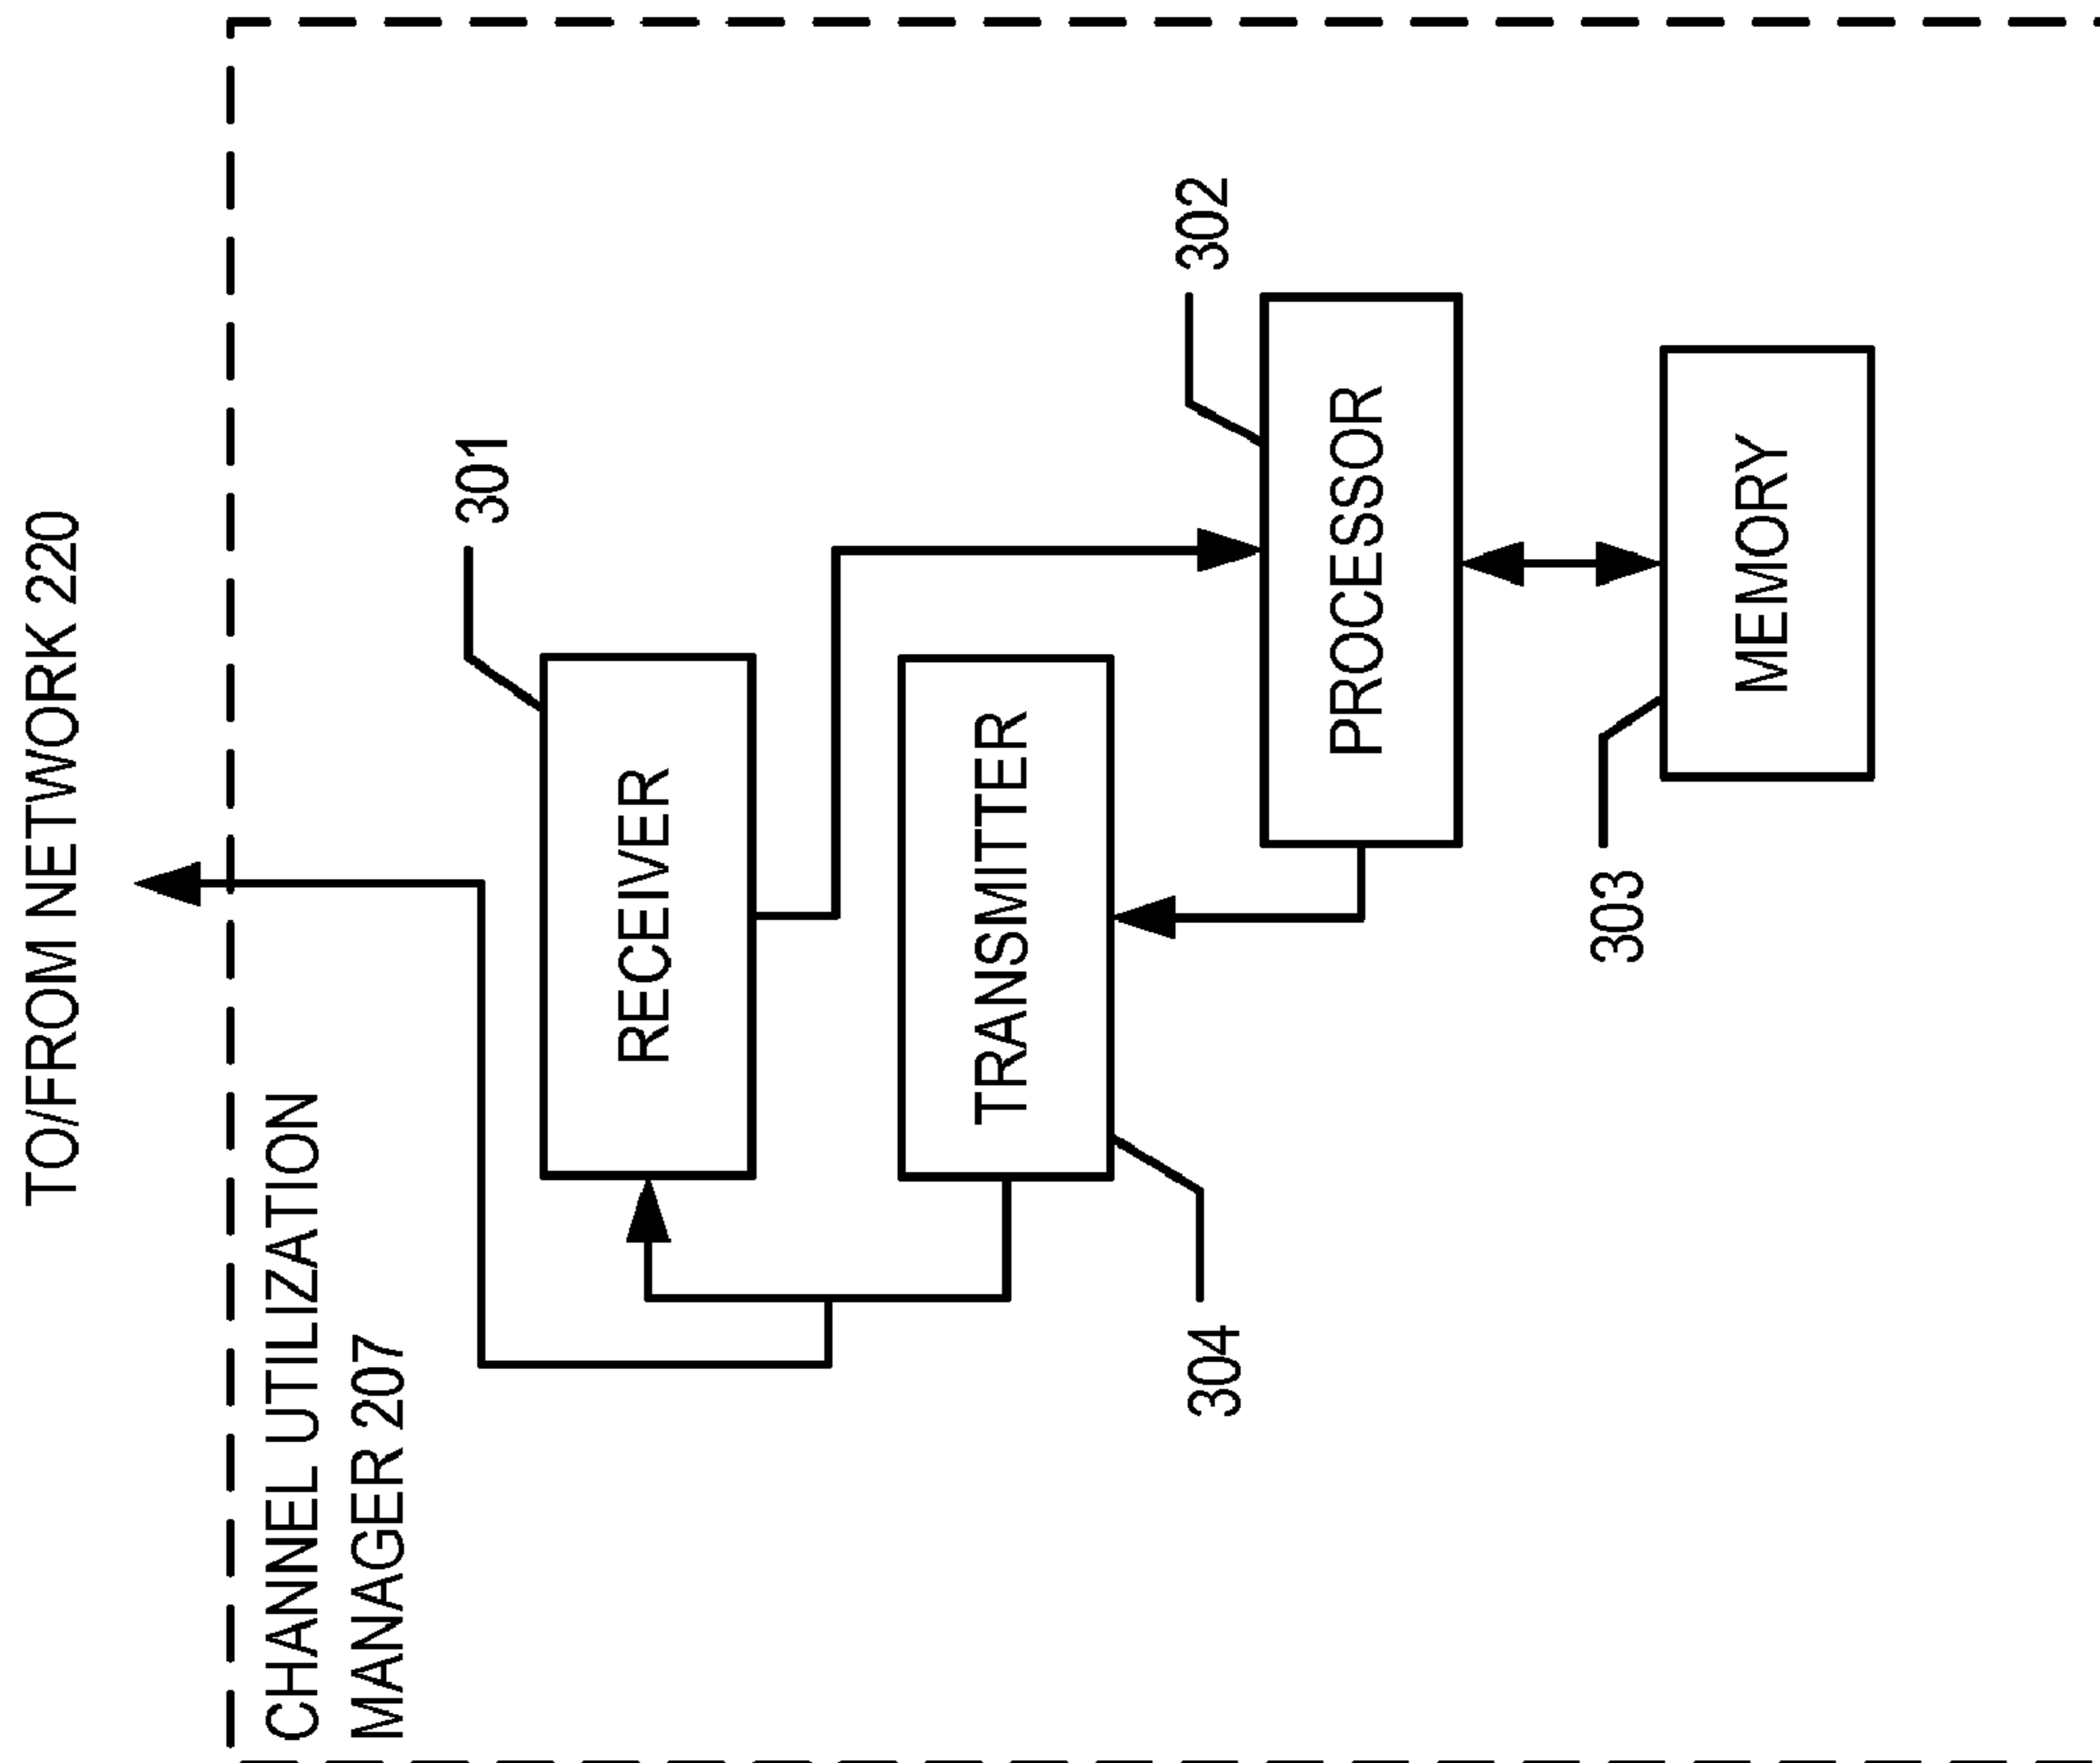 TO/FROM NETWORK 220
CHANNEL UTILIZATION
MANAGER 207
301
RECEIVER
TRANSMITTER
304
302
PROCESSOR
303
MEMORY